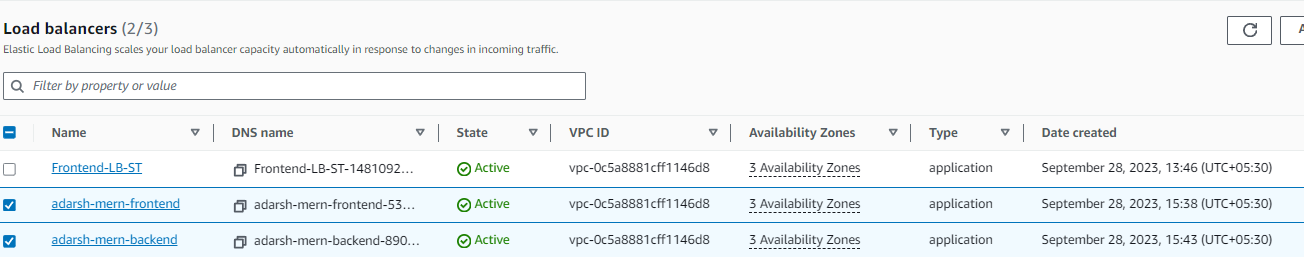 Load balancers (2/3)
Elastic Load Balancing scales your load balancer capacity automatically in response to changes in incoming traffic.
Filter by property or value
Name DNS name State VPC ID Availability Zones Type Date created
Frontend-LB-ST Frontend-LB-ST-1481092... Active vpc-0c5a8881cff1146d8 3 Availability Zones application September 28, 2023, 13:46 (UTC+05:30)
adarsh-mern-frontend adarsh-mern-frontend-53... Active vpc-0c5a8881cff1146d8 3 Availability Zones application September 28, 2023, 15:38 (UTC+05:30)
adarsh-mern-backend adarsh-mern-backend-890... Active vpc-0c5a8881cff1146d8 3 Availability Zones application September 28, 2023, 15:43 (UTC+05:30)